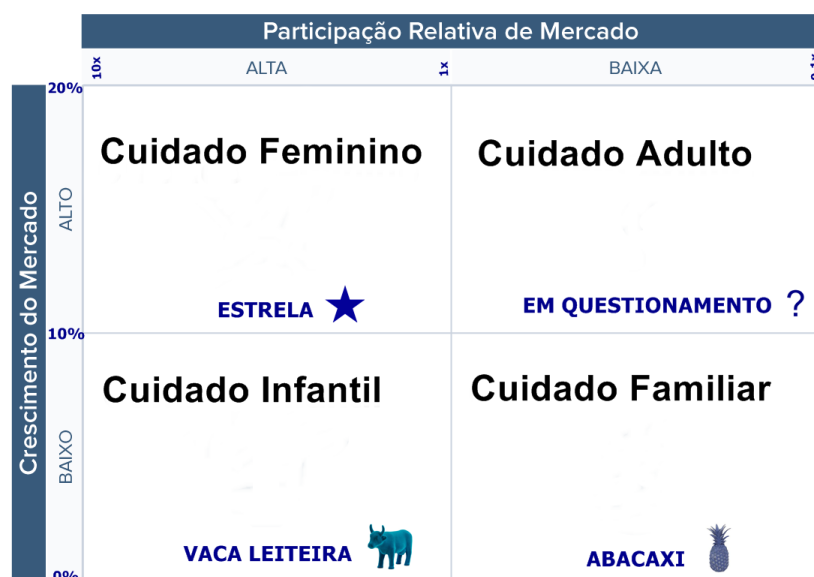 Participação Relativa de Mercado
10x
ALTA
1x
BAIXA
20%
Cuidado Feminino
Cuidado Adulto
Crescimento do Mercado
ALTO
ESTRELA
EM QUESTIONAMENTO ?
10%
Cuidado Infantil
Cuidado Familiar
BAIXO
VACA LEITEIRA
ABACAXI
0%